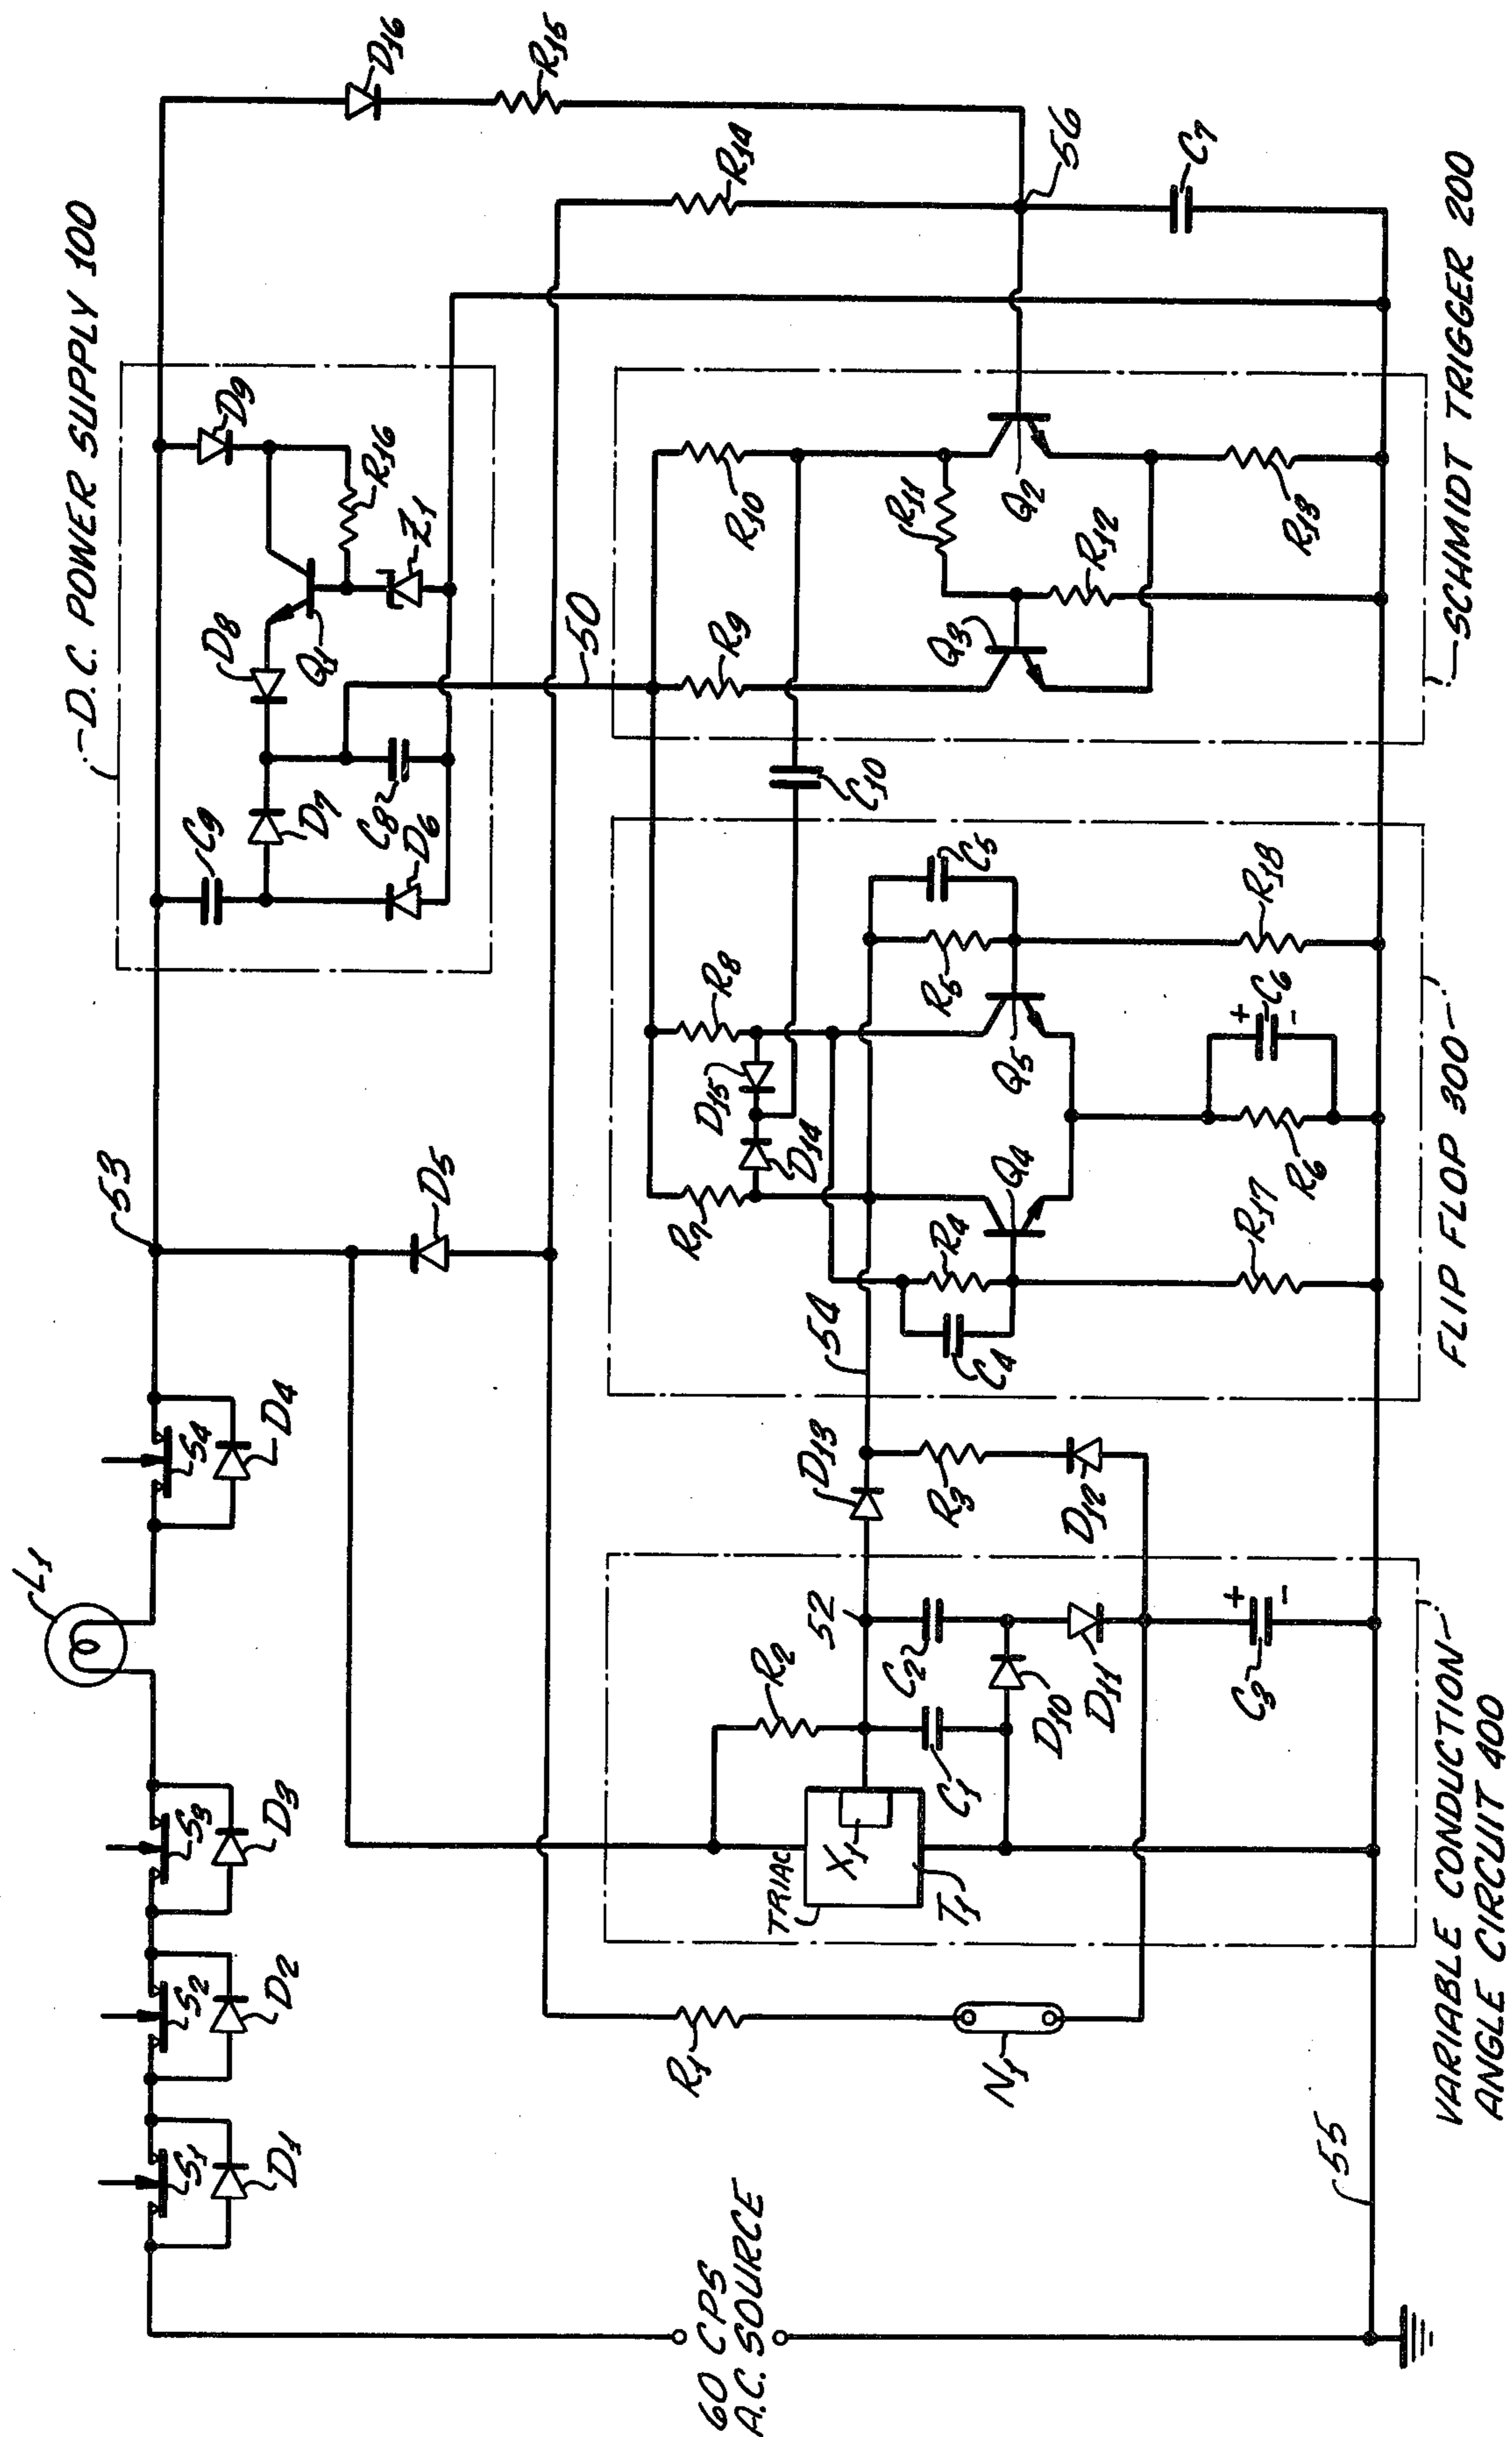 L1
D.C. POWER SUPPLY 100
53
S1
S2
S3
S4
D1
D2
D3
D4
C9
D9
D8
D7
Q1
R16
C8
D6
Z1
D5
D16
R15
50
60 CPS
A.C. SOURCE
R1
N1
TRIAC
X1
T1
R2
52
C1
C2
D10
D11
C3
+
-
D13
R3
D12
54
R7
R8
D15
D14
C4
R4
Q4
Q5
R5
C5
R17
R6
C6
+
-
R18
C10
R9
R10
Q3
R11
R12
Q2
R13
R14
56
C7
55
VARIABLE CONDUCTION
ANGLE CIRCUIT 400
FLIP FLOP 300
SCHMIDT TRIGGER 200